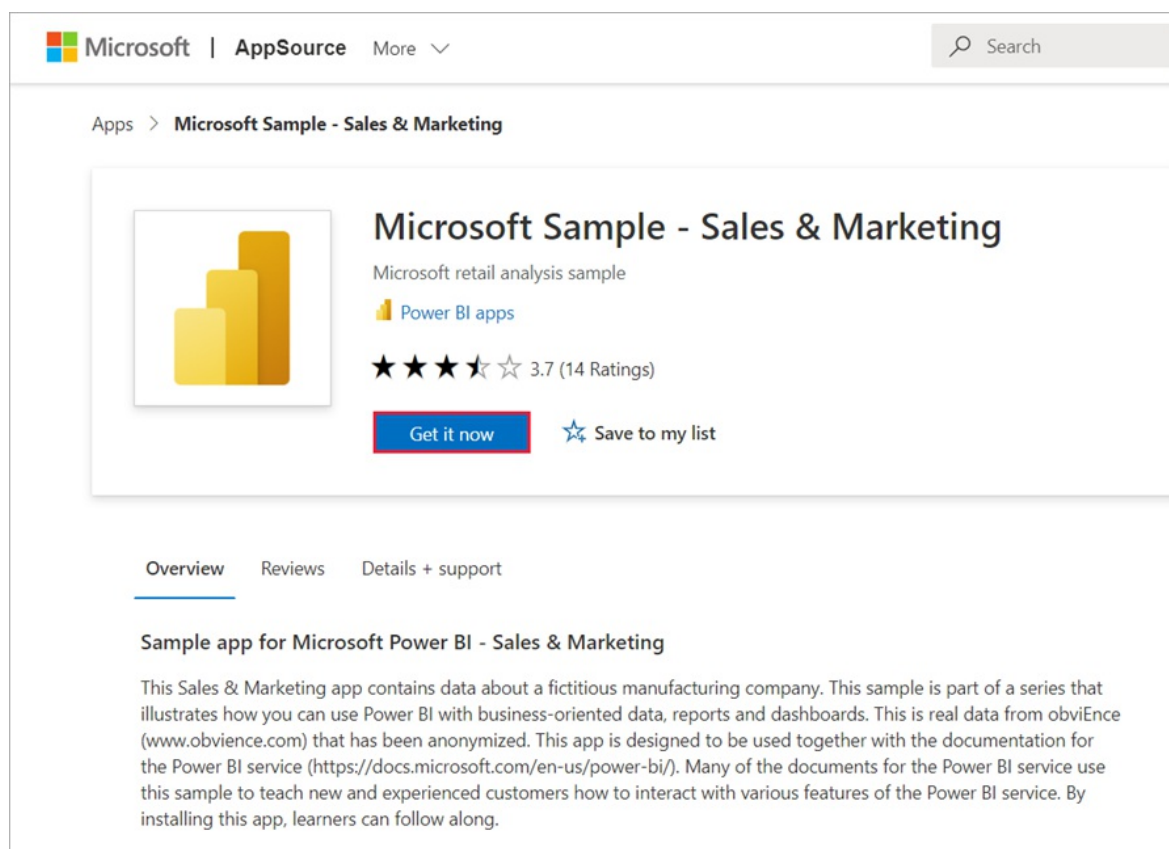 Microsoft | AppSource More Search
Apps > Microsoft Sample - Sales & Marketing
Microsoft Sample - Sales & Marketing
Microsoft retail analysis sample
Power BI apps
3.7 (14 Ratings)
Get it now Save to my list
Overview Reviews Details + support
Sample app for Microsoft Power BI - Sales & Marketing
This Sales & Marketing app contains data about a fictitious manufacturing company. This sample is part of a series that
illustrates how you can use Power BI with business-oriented data, reports and dashboards. This is real data from obviEnce
(www.obvience.com) that has been anonymized. This app is designed to be used together with the documentation for
the Power BI service (https://docs.microsoft.com/en-us/power-bi/). Many of the documents for the Power BI service use
this sample to teach new and experienced customers how to interact with various features of the Power BI service. By
installing this app, learners can follow along.